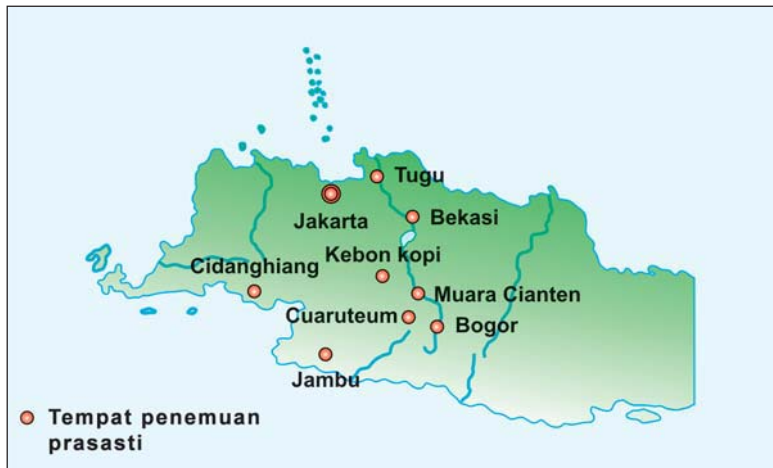 Tugu
Jakarta
Bekasi
Kebon kopi
Cidanghiang
Muara Cianten
Cuaruteum
Bogor
Jambu
Tempat penemuan
prasasti